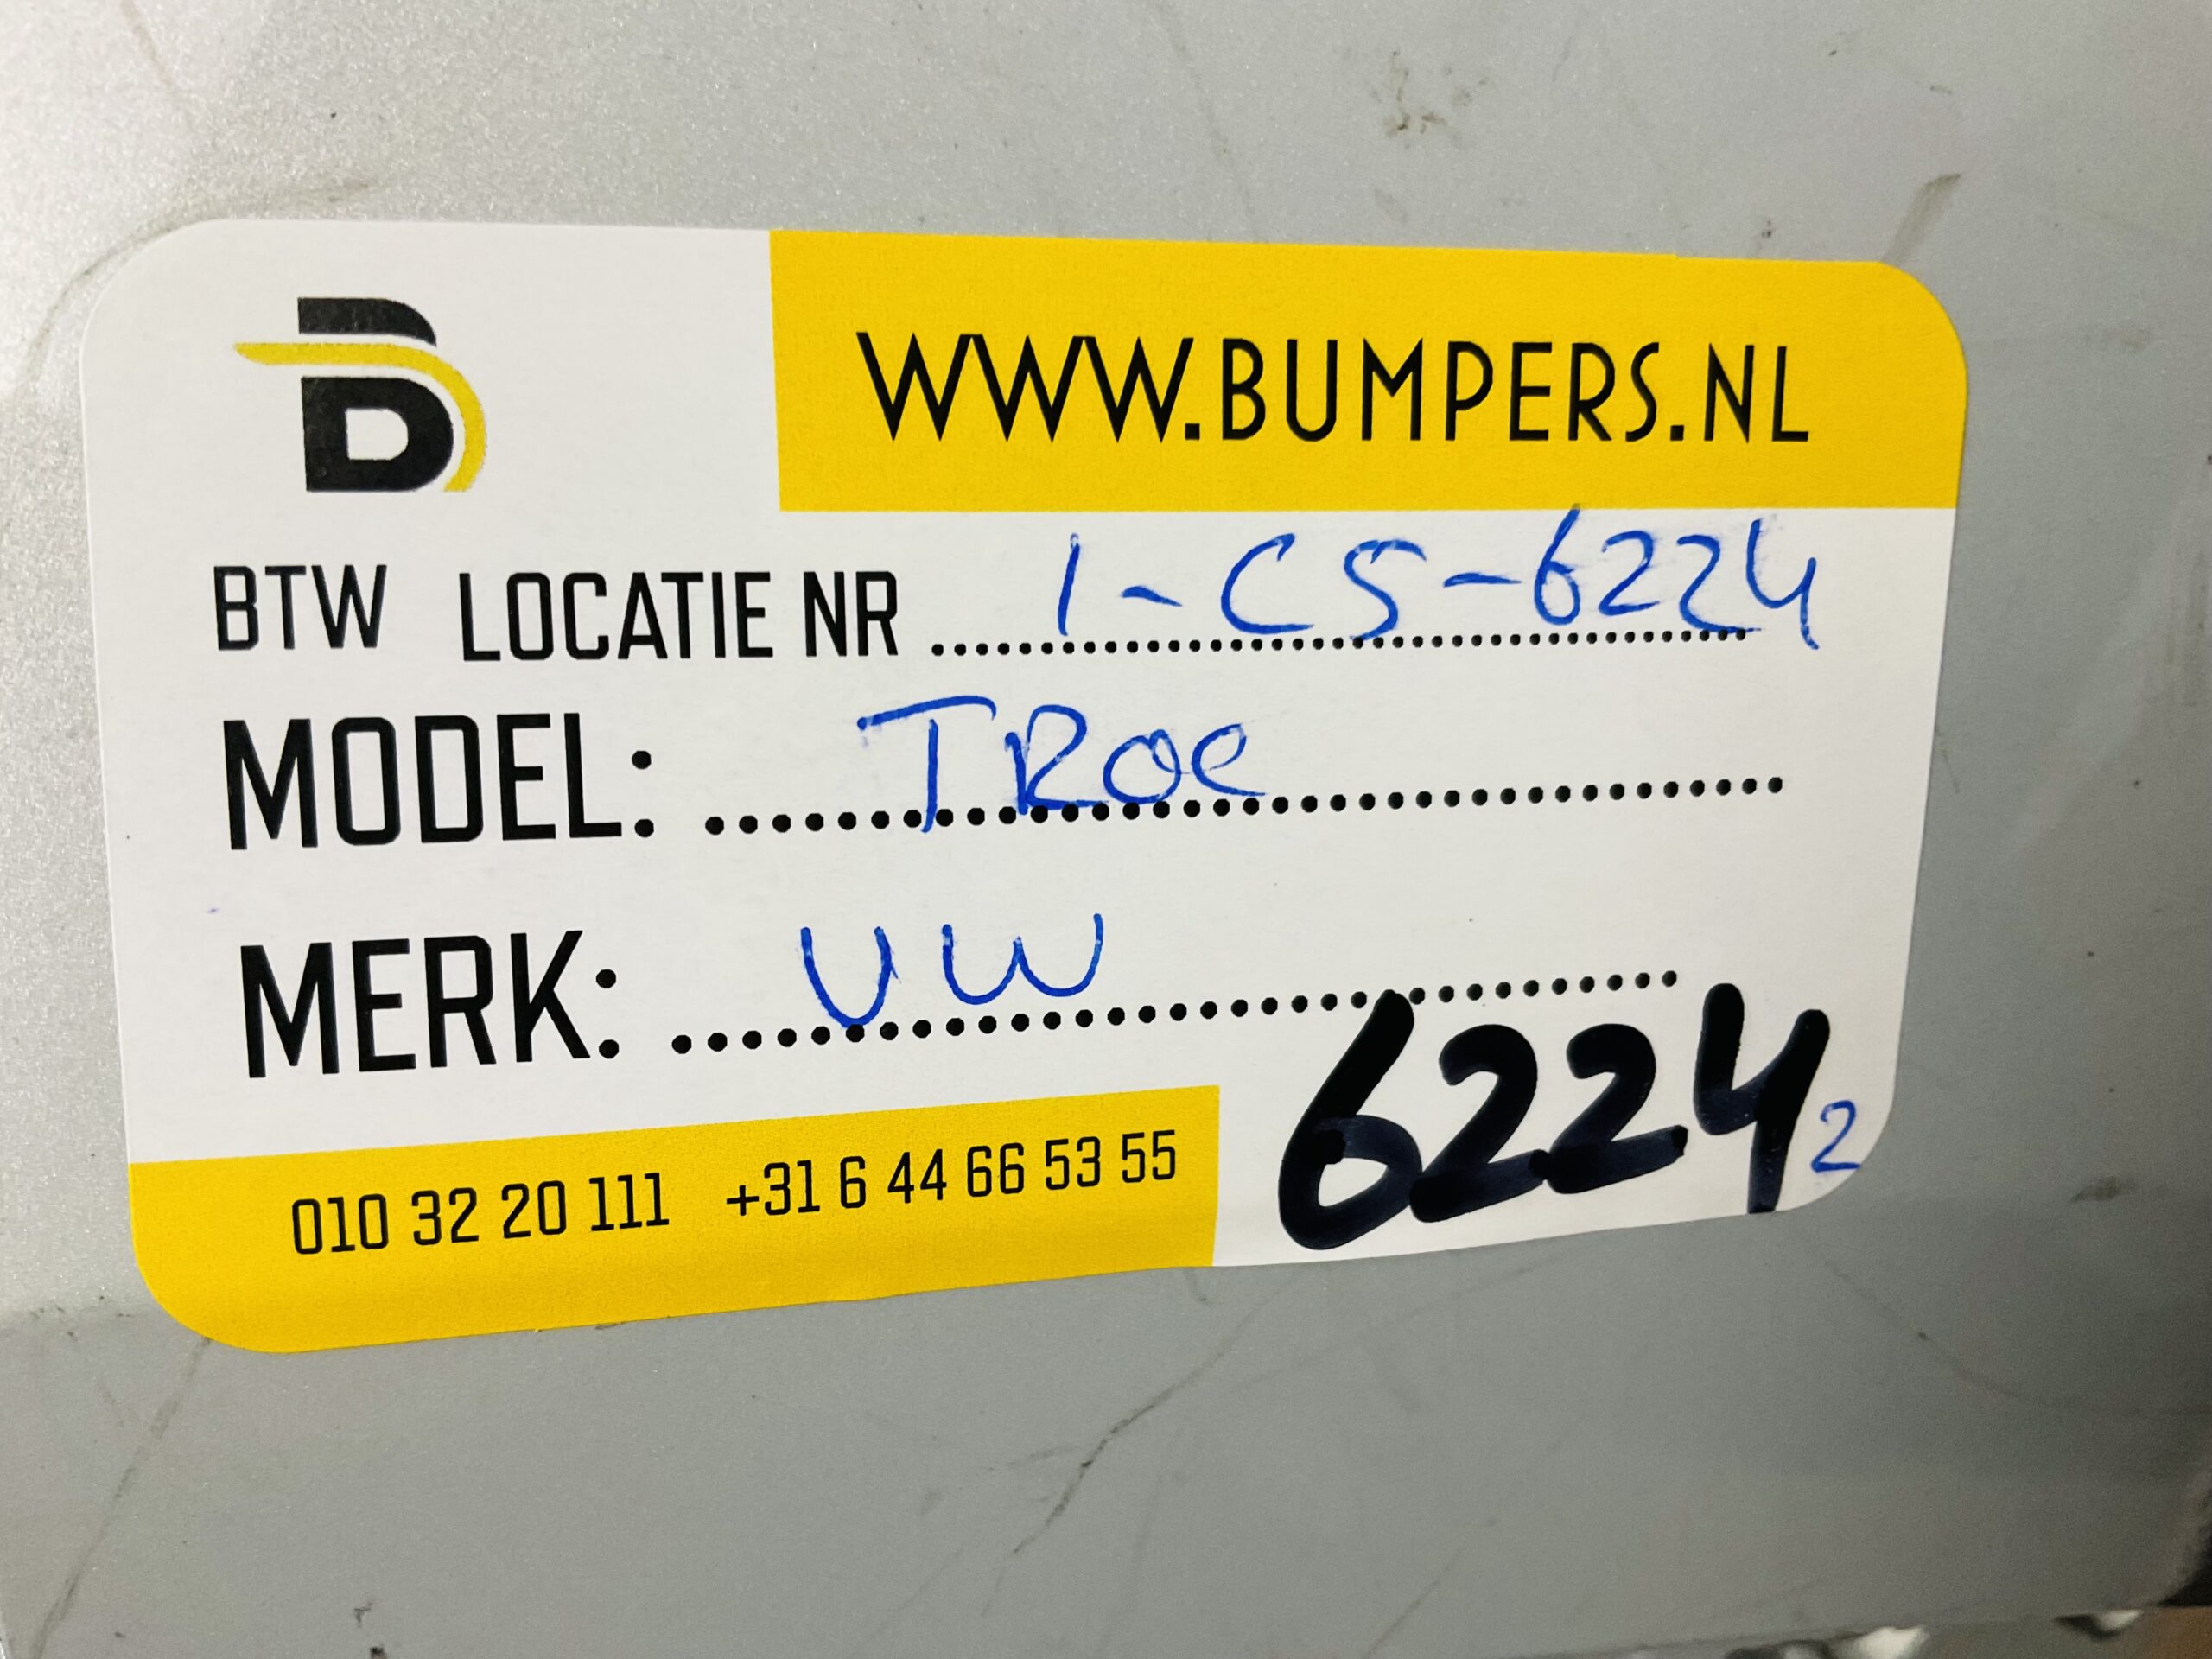 B
WWW.BUMPERS.NL
BTW LOCATIE NR 1-CS-6224
MODEL: TROC
MERK: VW
6224 2
010 32 20 111 +31 6 44 66 53 55